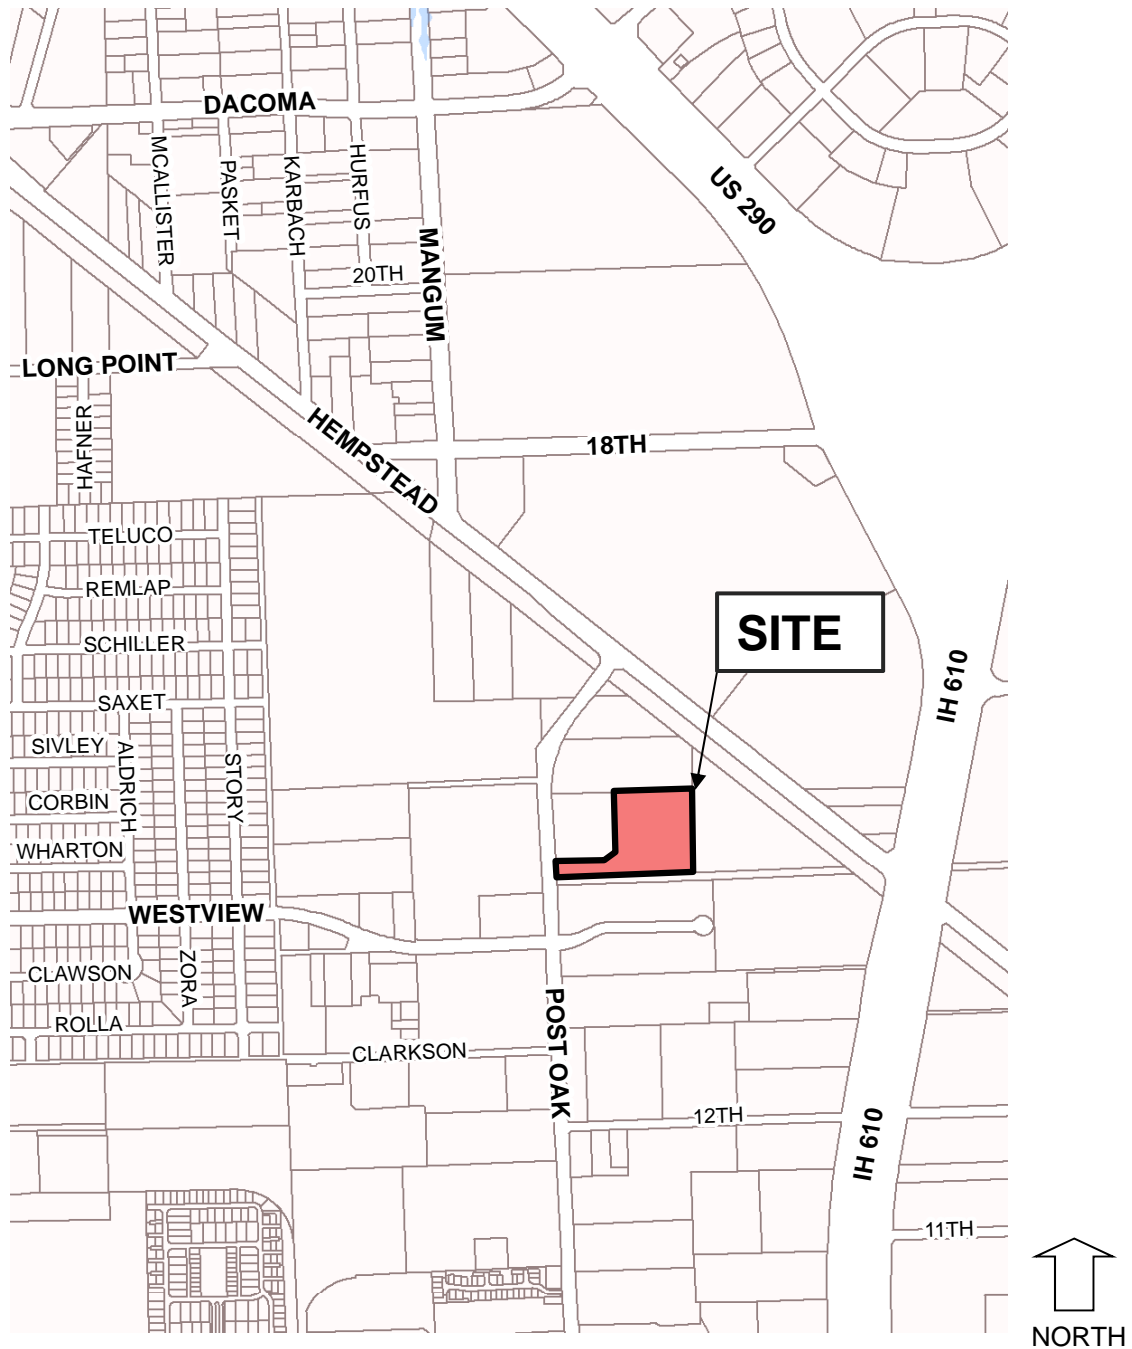 DACOMA
MCALLISTER
PASKET
KARBACH
HURFUS
US 290
MANGUM
20TH
LONG POINT
HAFNER
HEMPSTEAD
18TH
TELUCO
REMLAP
SCHILLER
SITE
IH 610
SAXET
SIVLEY
ALDRICH
STORY
CORBIN
WHARTON
WESTVIEW
CLAWSON
ZORA
ROLLA
POST OAK
CLARKSON
12TH
IH 610
11TH
NORTH